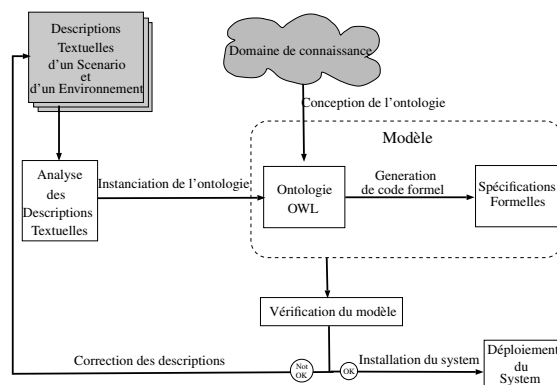 Descriptions
Textuelles
d'un Scenario
et
d'un Environnement
Domaine de connaissance
Conception de l'ontologie
Modèle
Analyse
des
Descriptions
Textuelles
Instanciation de l'ontologie
Ontologie
OWL
Generation
de code formel
Spécifications
Formelles
Vérification du modèle
Correction des descriptions
Not
OK
OK
Installation du system
Déploiement
du
System